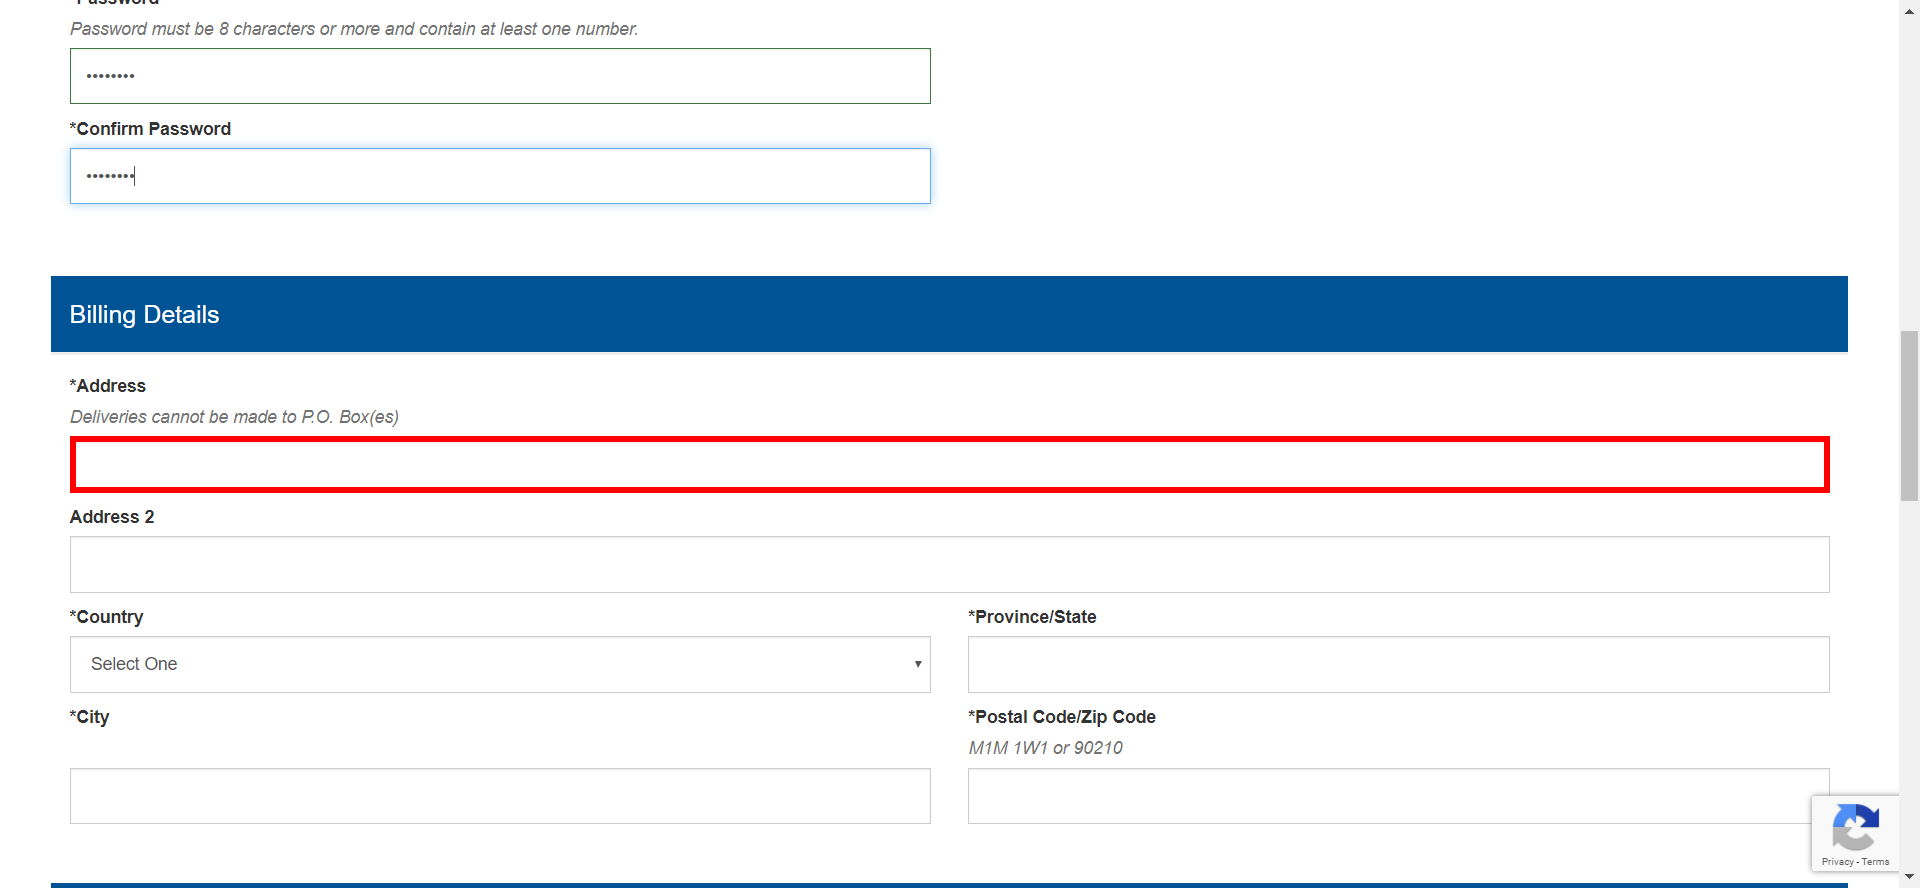 *Password
Password must be 8 characters or more and contain at least one number.
••••••••
*Confirm Password
••••••••
Billing Details
*Address
Deliveries cannot be made to P.O. Box(es)
Address 2
*Country
*Province/State
Select One
*City
*Postal Code/Zip Code
M1M 1W1 or 90210
Privacy - Terms